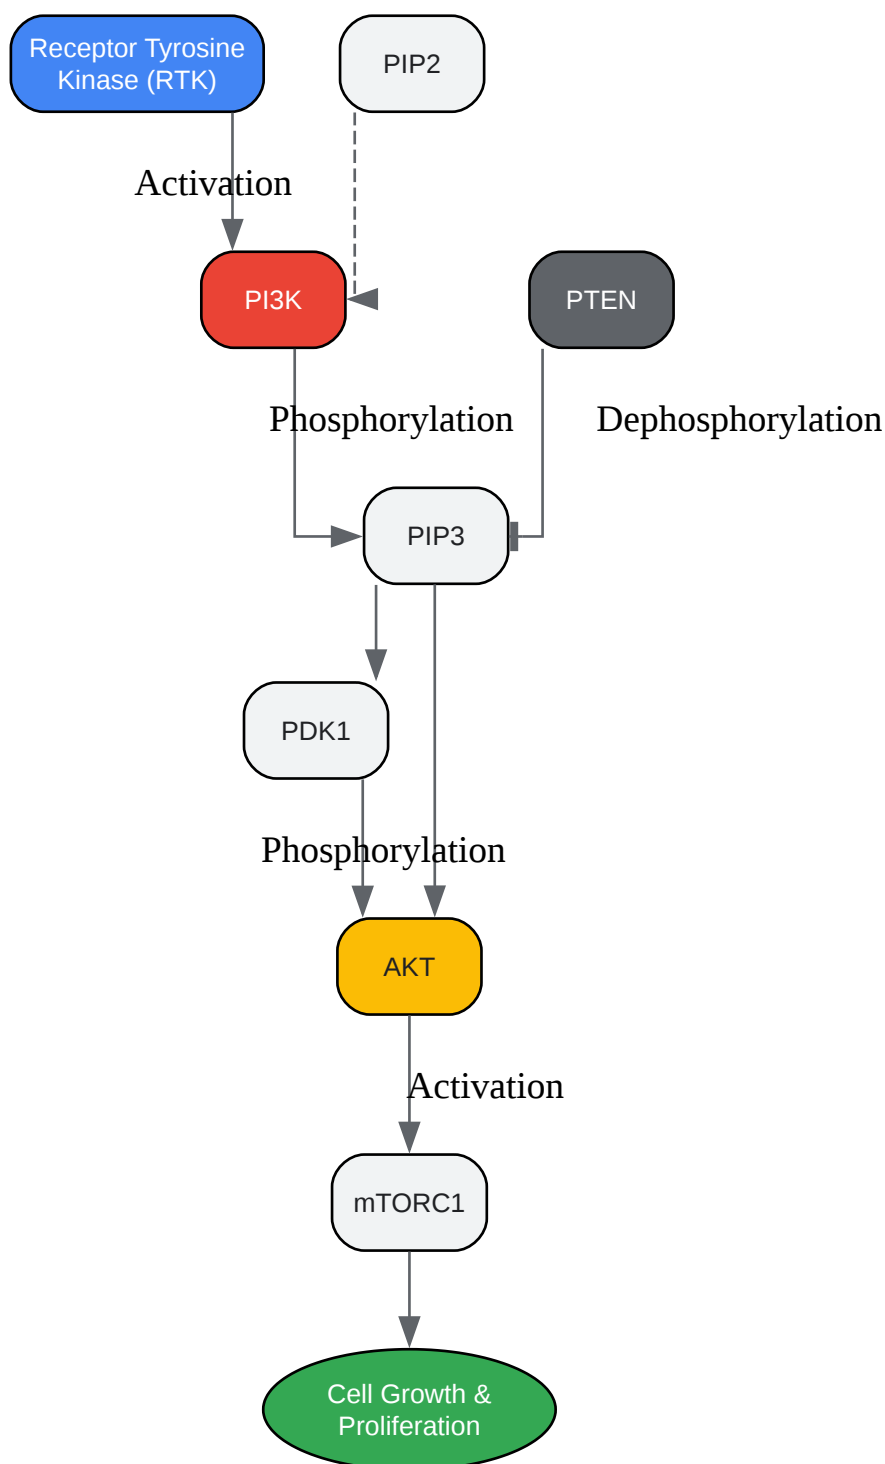 Receptor Tyrosine
Kinase (RTK)
PIP2
Activation
PI3K
PTEN
Phosphorylation
Dephosphorylation
PIP3
PDK1
Phosphorylation
AKT
Activation
mTORC1
Cell Growth &
Proliferation